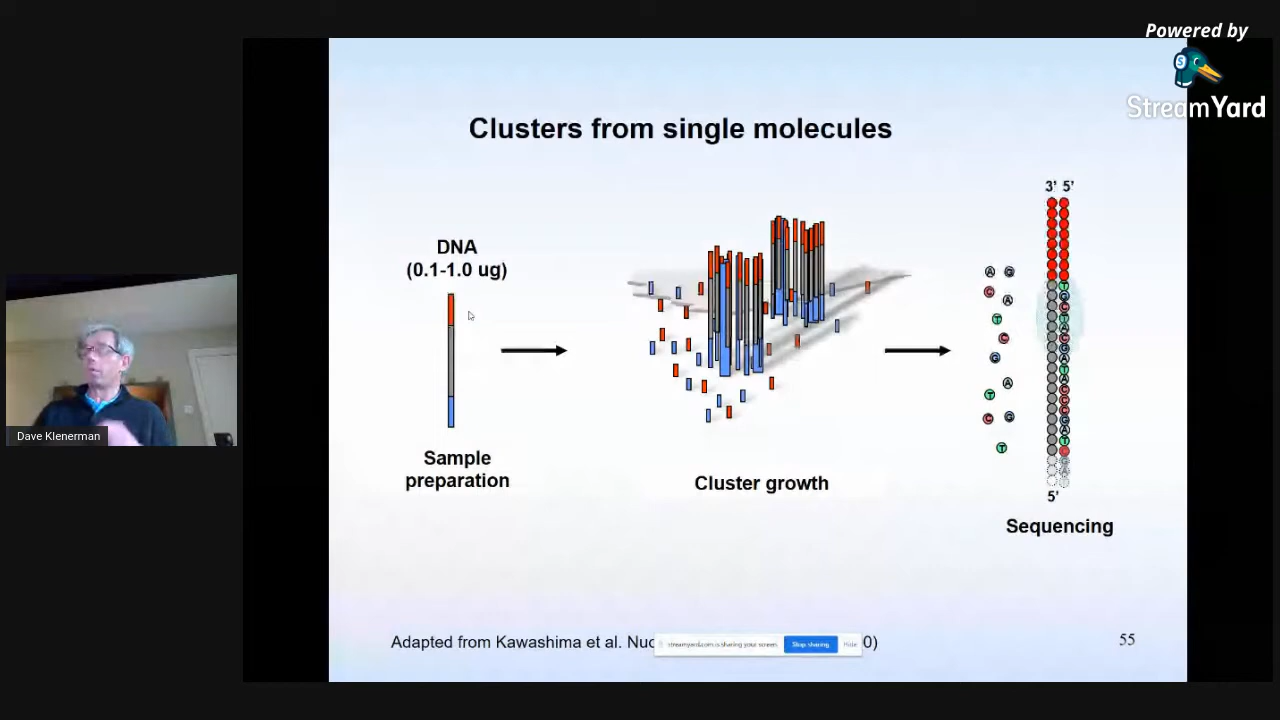 Powered by
StreamYard
Clusters from single molecules
3' 5'
DNA
(0.1-1.0 ug)
A G
C
A
T
C
G
A
T
C G
T
T
G
C
T
A
C
G
A
T
A
C
C
C
G
A
T
C
G
A
T
5'
Sample
preparation
Cluster growth
Sequencing
Adapted from Kawashima et al. Nuc
0)
streamyard.com is sharing your screen.
Stop sharing
Hide
55
Dave Klenerman